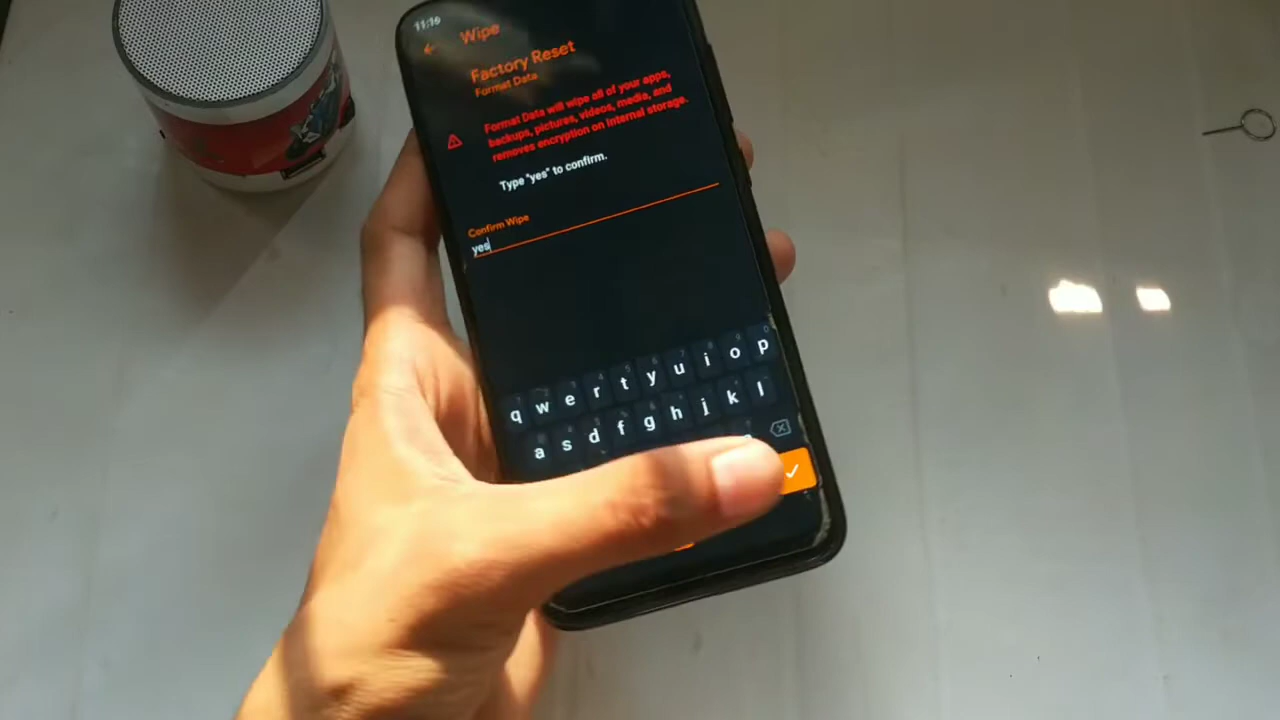 11:19
Wipe
Factory Reset
Format Data
Format Data will wipe all of your apps,
backups, pictures, videos, media, and
removes encryption on Internal storage.
Type "yes" to confirm.
Confirm Wipe
yes
q w e r t y u i o p
a s d f g h j k l